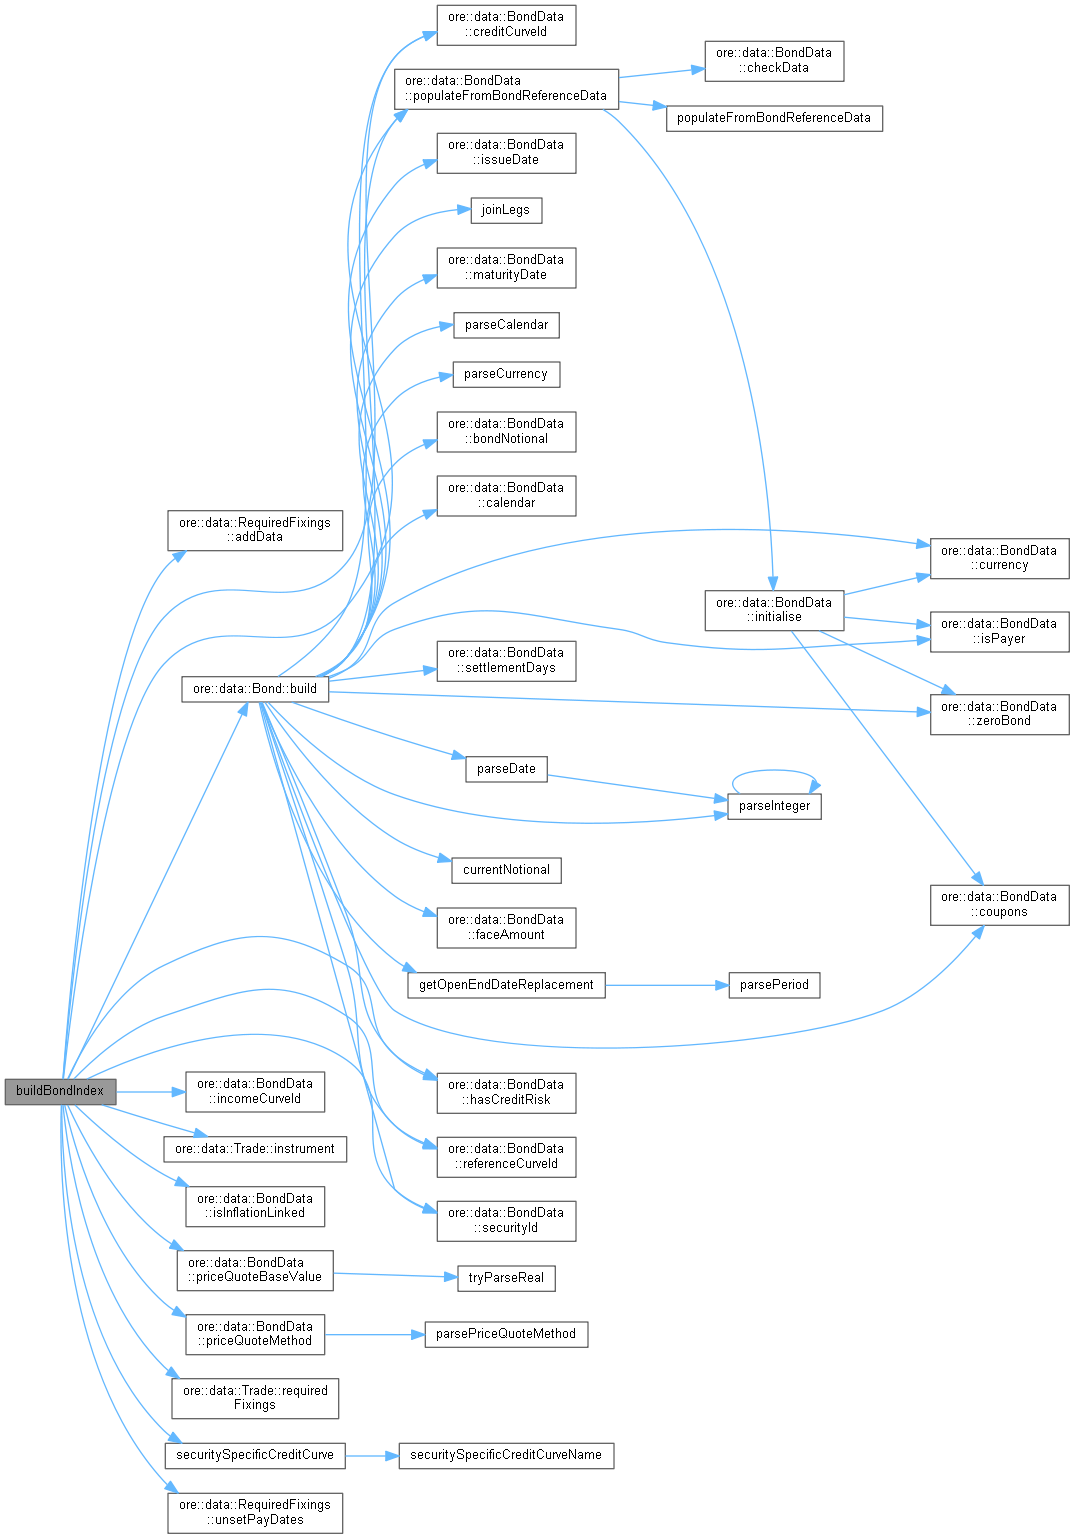 ore::data::BondData
::creditCurveId
ore::data::BondData
::checkData
ore::data::BondData
::populateFromBondReferenceData
populateFromBondReferenceData
ore::data::BondData
::issueDate
joinLegs
ore::data::BondData
::maturityDate
parseCalendar
parseCurrency
ore::data::BondData
::bondNotional
ore::data::BondData
::calendar
ore::data::RequiredFixings
::addData
ore::data::BondData
::currency
ore::data::BondData
::initialise
ore::data::BondData
::isPayer
ore::data::BondData
::settlementDays
ore::data::Bond::build
ore::data::BondData
::zeroBond
parseDate
parseInteger
currentNotional
ore::data::BondData
::coupons
ore::data::BondData
::faceAmount
getOpenEndDateReplacement
parsePeriod
buildBondIndex
ore::data::BondData
::incomeCurveId
ore::data::BondData
::hasCreditRisk
ore::data::Trade::instrument
ore::data::BondData
::referenceCurveId
ore::data::BondData
::isInflationLinked
ore::data::BondData
::securityId
ore::data::BondData
::priceQuoteBaseValue
tryParseReal
ore::data::BondData
::priceQuoteMethod
parsePriceQuoteMethod
ore::data::Trade::required
Fixings
securitySpecificCreditCurve
securitySpecificCreditCurveName
ore::data::RequiredFixings
::unsetPayDates